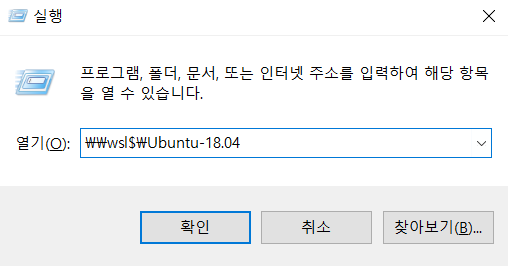 실행
프로그램, 폴더, 문서, 또는 인터넷 주소를 입력하여 해당 항목
을 열 수 있습니다.
열기(O): ₩₩wsl$₩Ubuntu-18.04
확인 취소 찾아보기(B)...